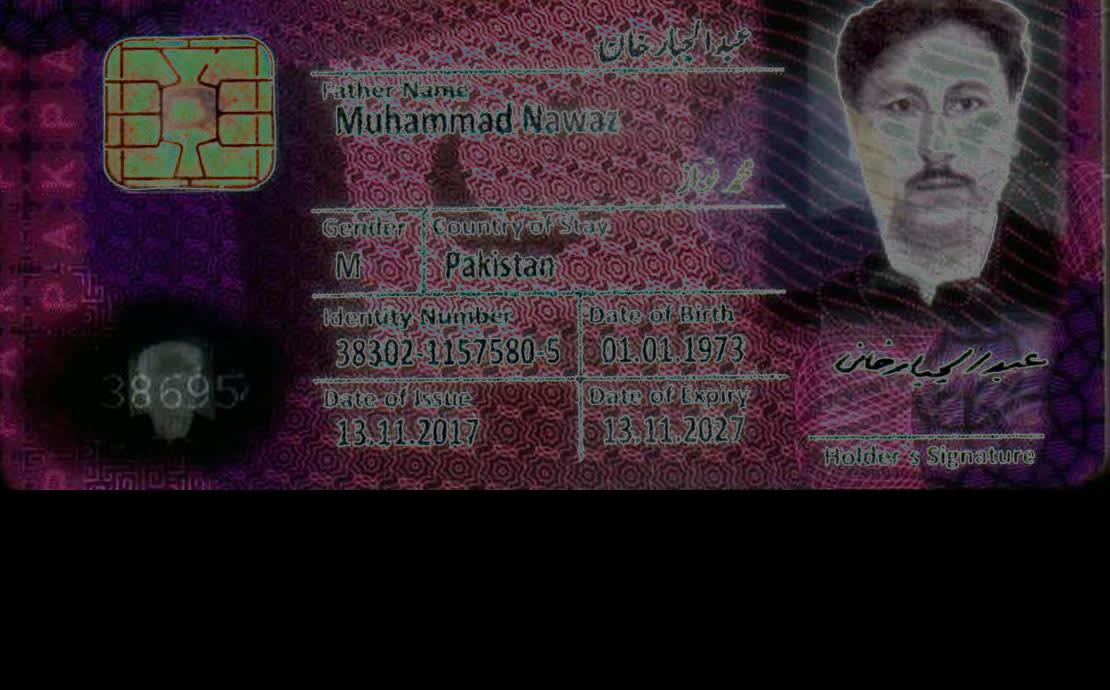 عبدالجبار خان
Father Name
Muhammad Nawaz
محمد نواز
Gender
Country of Stay
M
Pakistan
Identity Number
Date of Birth
38302-1157580-5
01.01.1973
Date of Issue
Date of Expiry
13.11.2017
13.11.2027
عبدالجبار خان
Holder's Signature
38695
PAKPA